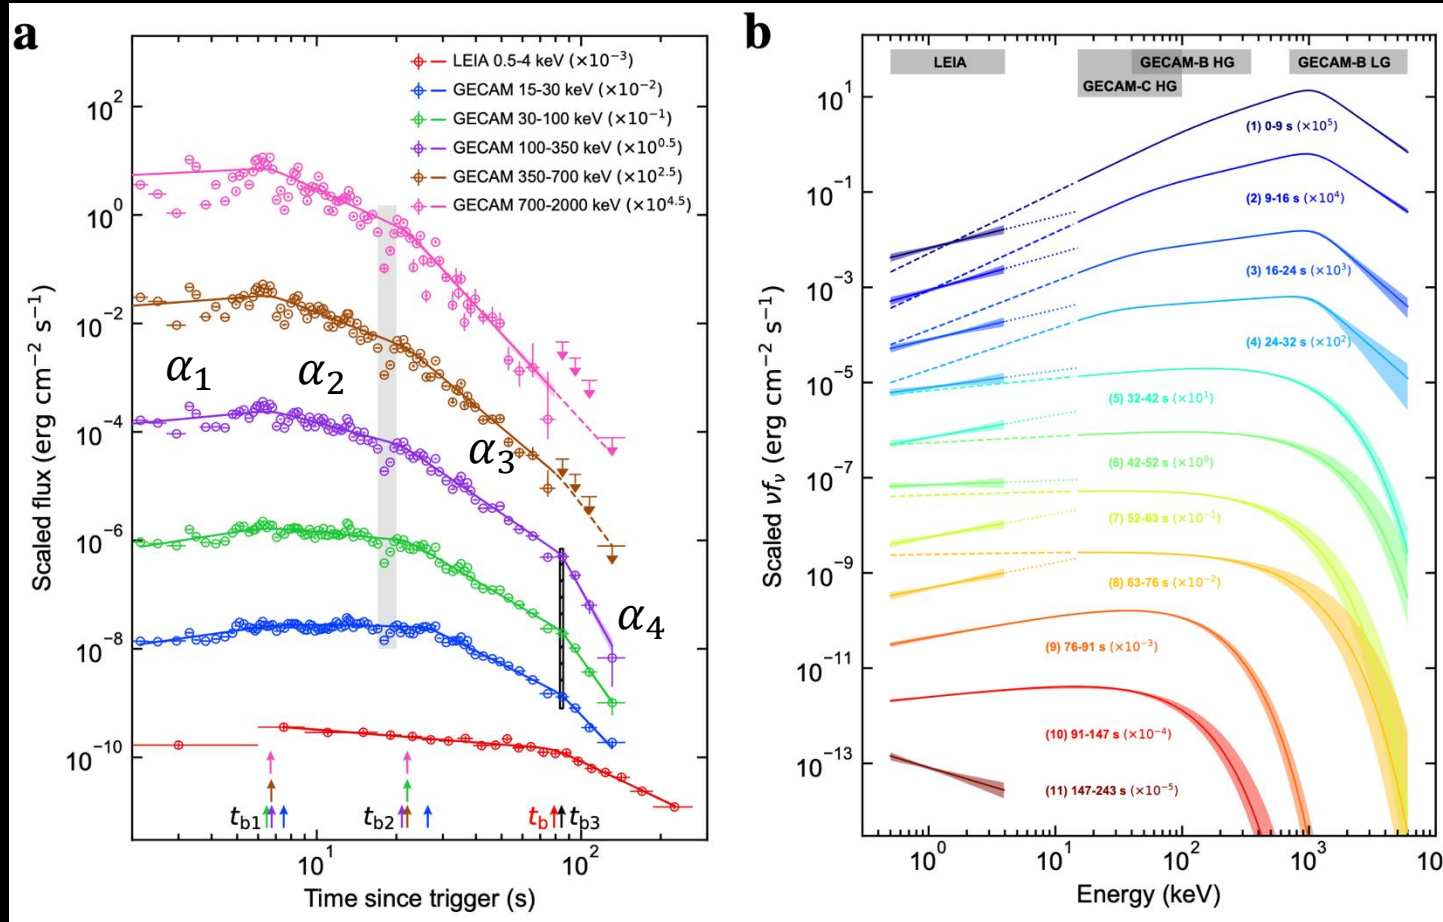 a
LEIA 0.5-4 keV (×10⁻³)
GECAM 15-30 keV (×10⁻²)
GECAM 30-100 keV (×10⁻¹)
GECAM 100-350 keV (×10⁰·⁵)
GECAM 350-700 keV (×10²·⁵)
GECAM 700-2000 keV (×10⁴·⁵)
10²
10⁰
10⁻²
10⁻⁴
10⁻⁶
10⁻⁸
10⁻¹⁰
Scaled flux (erg cm⁻² s⁻¹)
α₁
α₂
α₃
α₄
t_b1
t_b2
t_b
t_b3
10¹
10²
Time since trigger (s)
b
LEIA
GECAM-B HG
GECAM-B LG
GECAM-C HG
10¹
10⁻¹
10⁻³
10⁻⁵
10⁻⁷
10⁻⁹
10⁻¹¹
10⁻¹³
Scaled νf_ν (erg cm⁻² s⁻¹)
(1) 0-9 s (×10⁵)
(2) 9-16 s (×10⁴)
(3) 16-24 s (×10³)
(4) 24-32 s (×10²)
(5) 32-42 s (×10¹)
(6) 42-52 s (×10⁰)
(7) 52-63 s (×10⁻¹)
(8) 63-76 s (×10⁻²)
(9) 76-91 s (×10⁻³)
(10) 91-147 s (×10⁻⁴)
(11) 147-243 s (×10⁻⁵)
10⁰
10¹
10²
10³
10
Energy (keV)